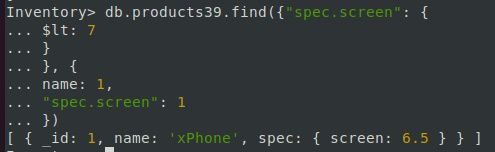 Inventory> db.products39.find({"spec.screen": {
... $lt: 7
... }
... }, {
... name: 1,
... "spec.screen": 1
... })
[ { _id: 1, name: 'xPhone', spec: { screen: 6.5 } } ]